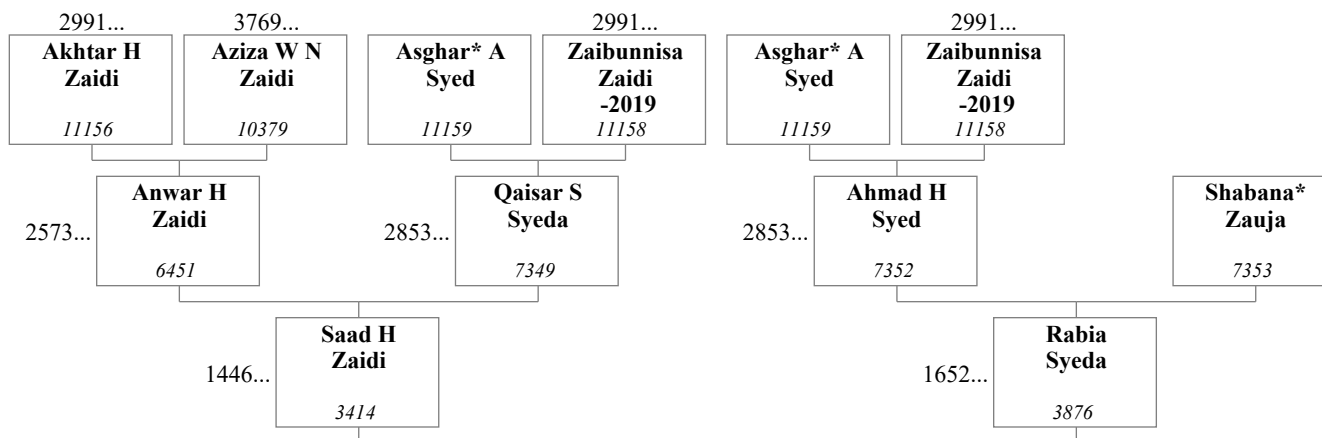 2991...
3769...
2991...
2991...
Akhtar H
Zaidi
11156
Aziza W N
Zaidi
10379
Asghar* A
Syed
11159
Zaibunnisa
Zaidi
-2019
11158
Asghar* A
Syed
11159
Zaibunnisa
Zaidi
-2019
11158
2573...
Anwar H
Zaidi
6451
2853...
Qaisar S
Syeda
7349
2853...
Ahmad H
Syed
7352
Shabana*
Zauja
7353
1446...
Saad H
Zaidi
3414
1652...
Rabia
Syeda
3876